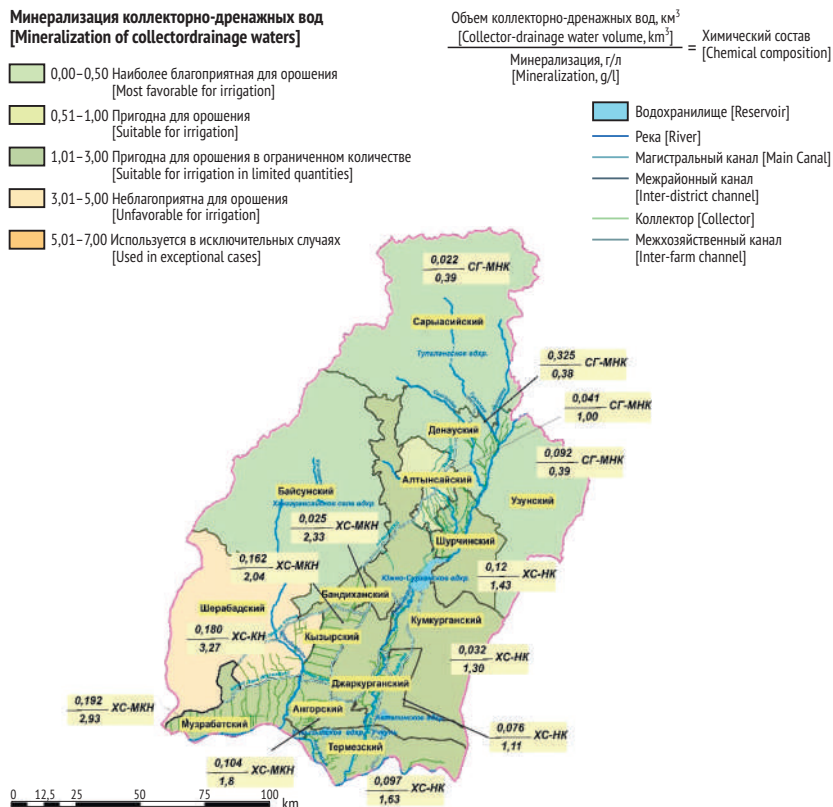 Минерализация коллекторно-дренажных вод
[Mineralization of collectordrainage waters]
0,00–0,50 Наиболее благоприятная для орошения
[Most favorable for irrigation]
0,51–1,00 Пригодна для орошения
[Suitable for irrigation]
1,01–3,00 Пригодна для орошения в ограниченном количестве
[Suitable for irrigation in limited quantities]
3,01–5,00 Неблагоприятна для орошения
[Unfavorable for irrigation]
5,01–7,00 Используется в исключительных случаях
[Used in exceptional cases]
Объем коллекторно-дренажных вод, км³
[Collector-drainage water volume, km³]
Минерализация, г/л
[Mineralization, g/l]
= Химический состав
[Chemical composition]
Водохранилище [Reservoir]
Река [River]
Магистральный канал [Main Canal]
Межрайонный канал
[Inter-district channel]
Коллектор [Collector]
Межхозяйственный канал
[Inter-farm channel]
0,022
0,39
СГ-МНК
Сарыасийский
Тупалангское вдхр.
0,325
0,38
СГ-МНК
0,041
1,00
СГ-МНК
Денауский
0,092
0,39
СГ-МНК
Алтынсайский
Байсунский
Узунский
0,025
2,33
ХС-МКН
Шурчинский
0,162
2,04
ХС-МКН
Южно-Сурханское вдхр.
0,12
1,43
ХС-НК
Бандиханский
Шерабадский
Кумкурганский
0,180
3,27
ХС-КН
Кызырский
0,032
1,30
ХС-НК
Джаркурганский
0,192
2,93
ХС-МКН
Ангорский
Музрабатский
0,076
1,11
ХС-НК
Термезский
0,104
1,8
ХС-МКН
0,097
1,63
ХС-НК
0 12,5 25 50 75 100
km